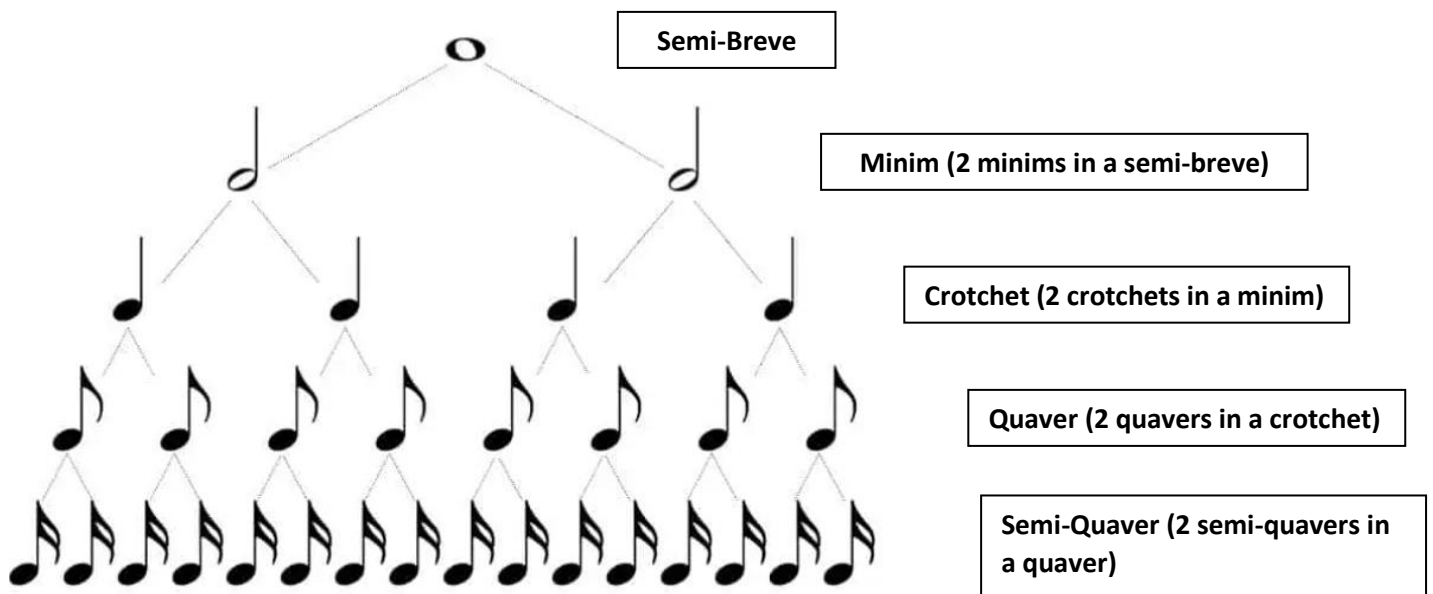 Semi-Breve
Minim (2 minims in a semi-breve)
Crotchet (2 crotchets in a minim)
Quaver (2 quavers in a crotchet)
Semi-Quaver (2 semi-quavers in
a quaver)